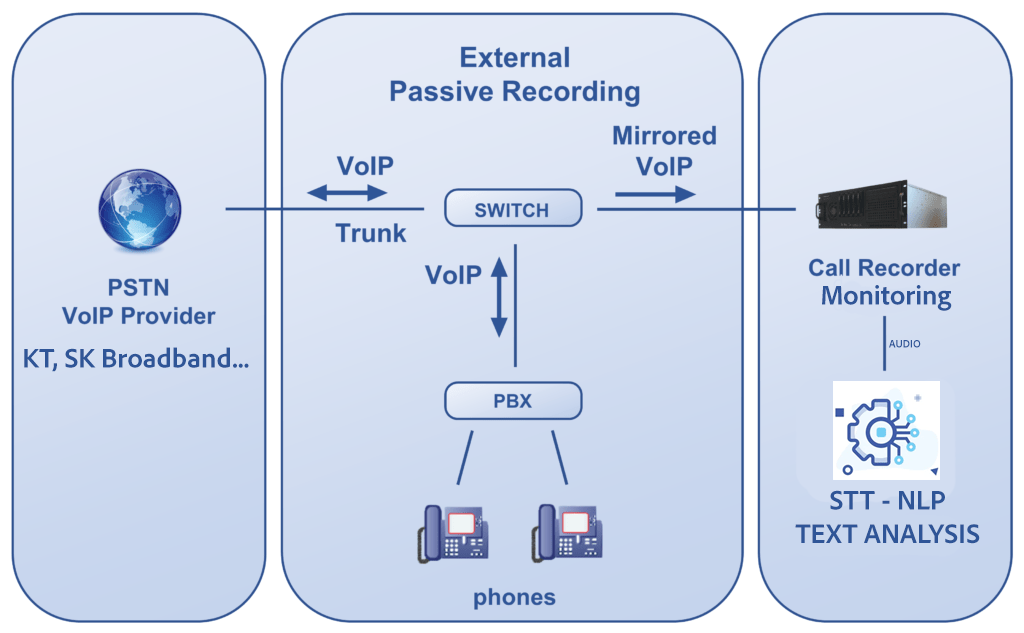 External
Passive Recording
VoIP
Trunk
SWITCH
Mirrored
VoIP
VoIP
PBX
phones
PSTN
VoIP Provider
KT, SK Broadband...
Call Recorder
Monitoring
AUDIO
STT - NLP
TEXT ANALYSIS